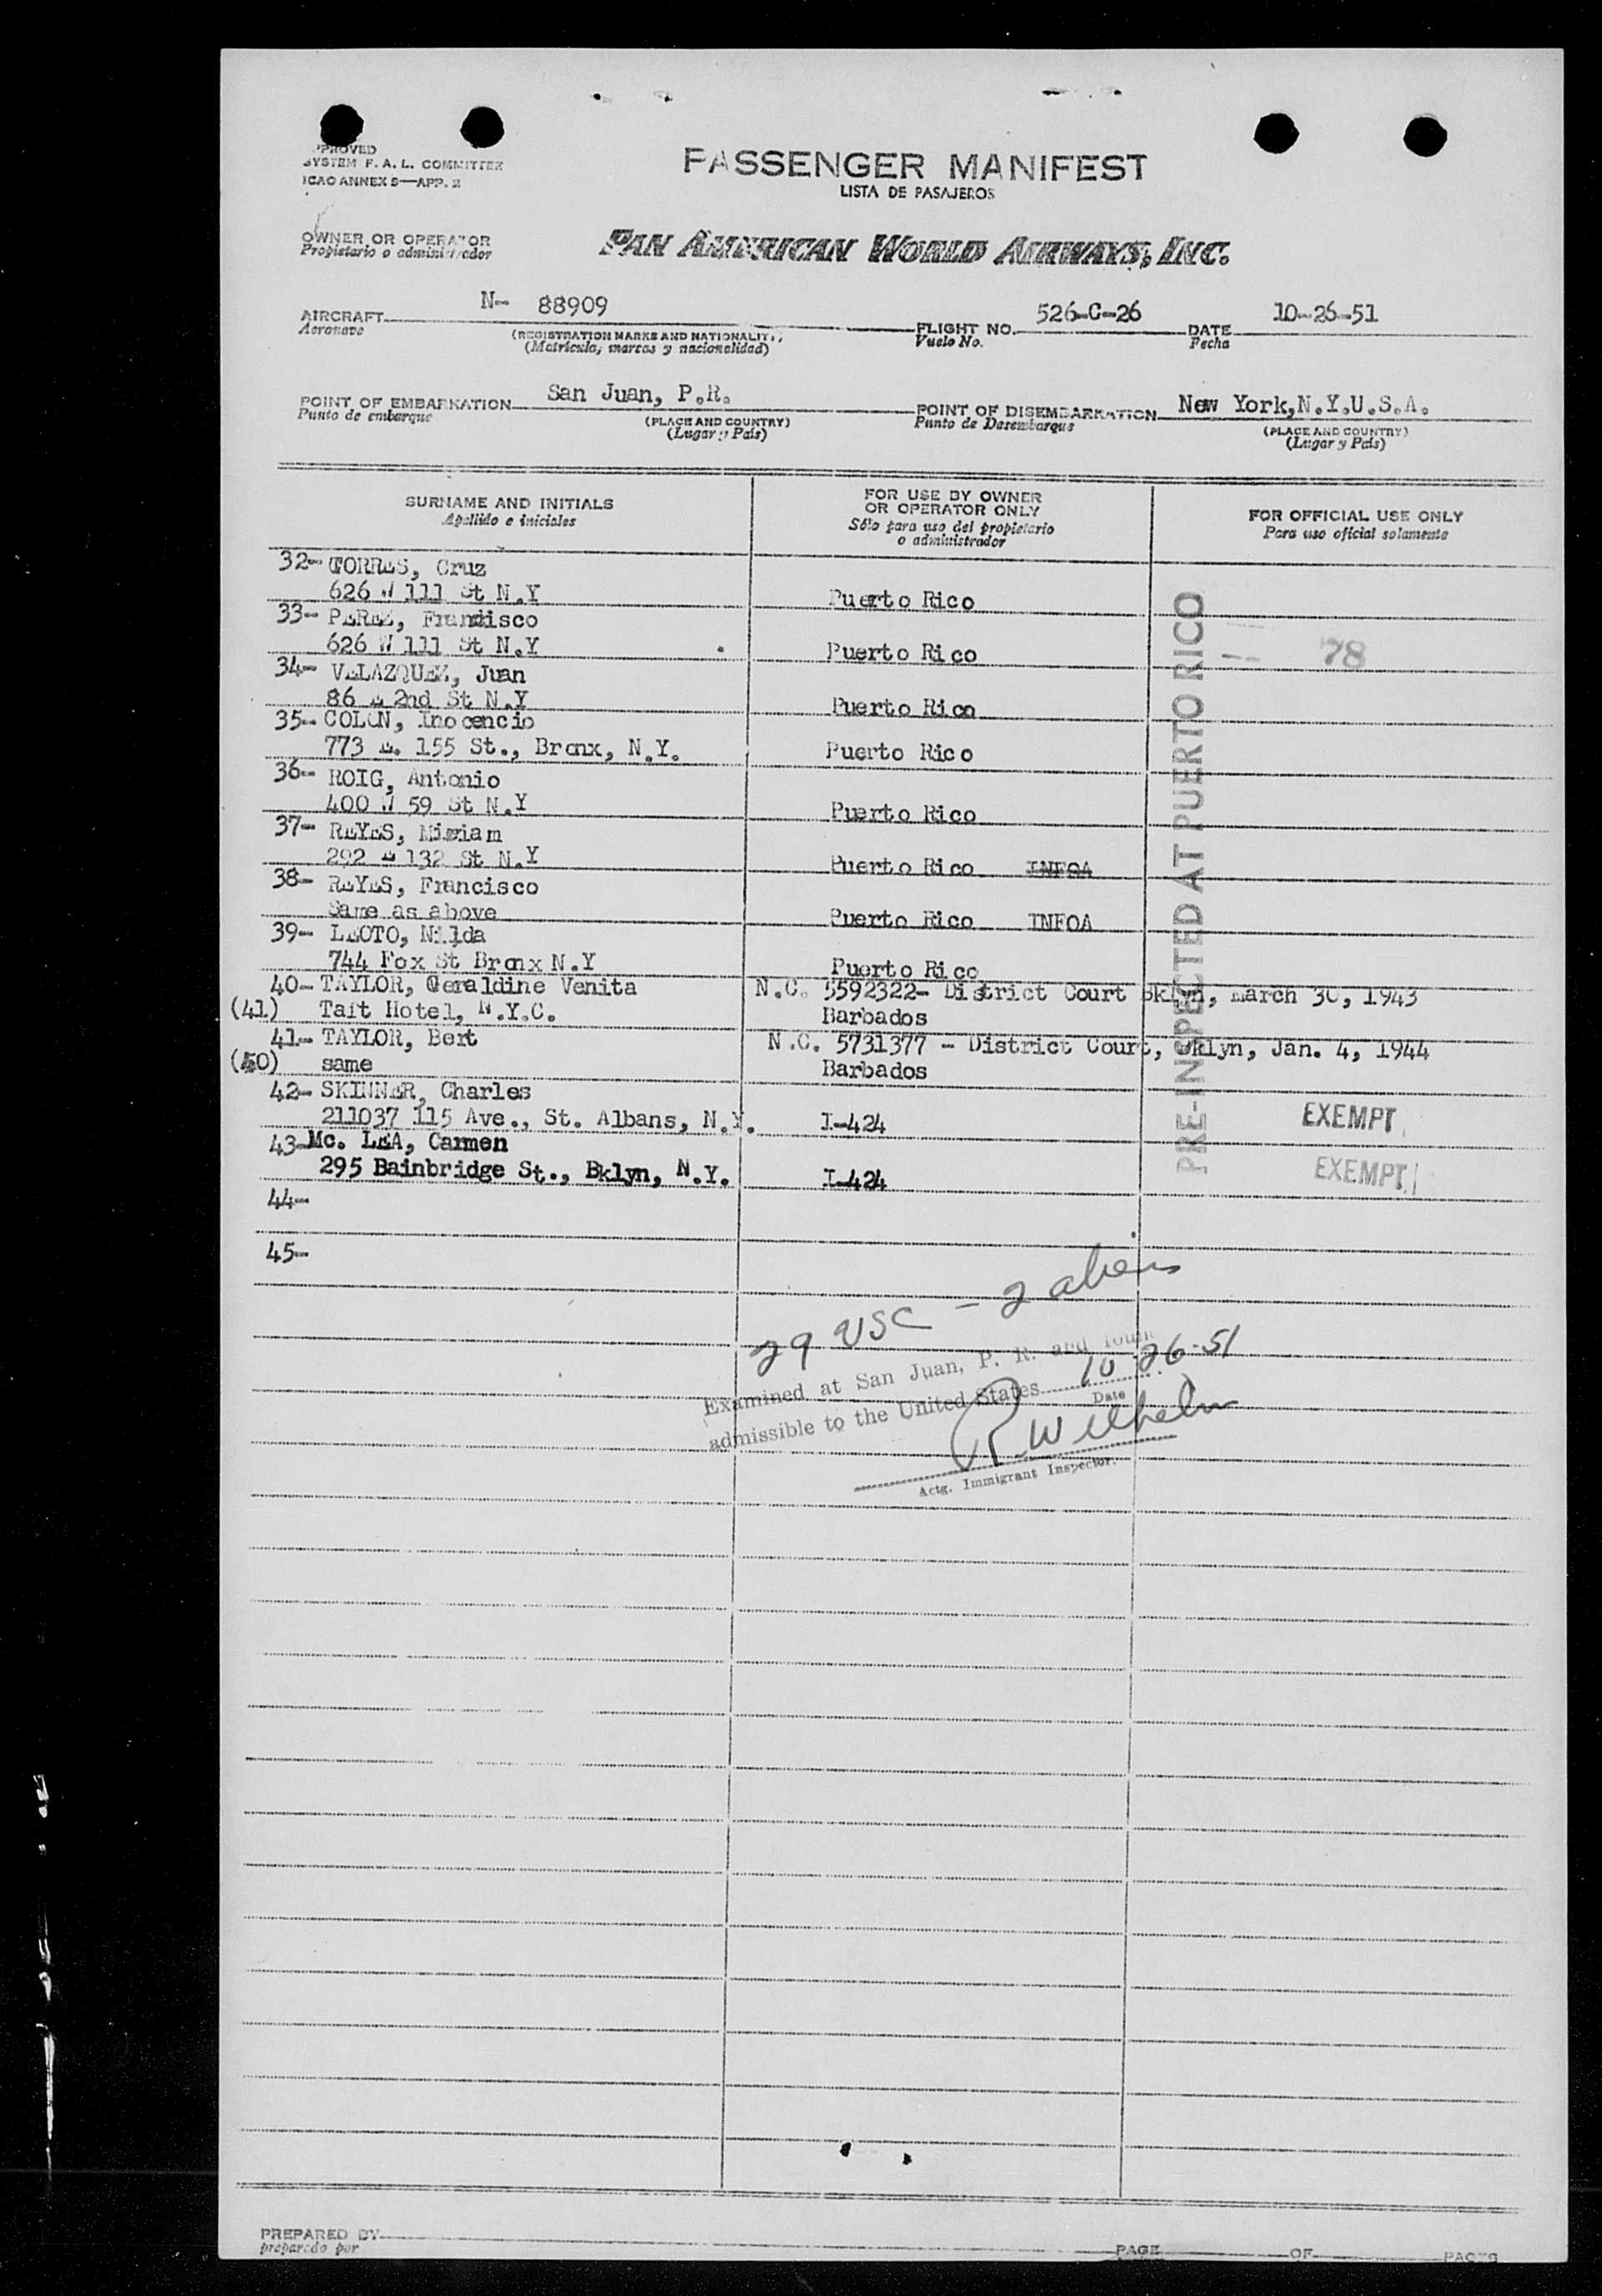 APPROVED
SYSTEM F. A. L. COMMITTEE
ICAO ANNEX 9—APP. 2
PASSENGER MANIFEST
LISTA DE PASAJEROS
OWNER OR OPERATOR
Propietario o administrador
PAN AMERICAN WORLD AIRWAYS, INC.
AIRCRAFT N- 88909
Aeronave
(REGISTRATION MARKS AND NATIONALITY)
(Matrícula, marcas y nacionalidad)
FLIGHT NO. 526-C-26
Vuelo No.
DATE 10-26-51
Fecha
POINT OF EMBARKATION San Juan, P.R.
Punto de embarque
(PLACE AND COUNTRY)
(Lugar y País)
POINT OF DISEMBARKATION New York,N.Y.U.S.A.
Punto de Desembarque
(PLACE AND COUNTRY)
(Lugar y País)
SURNAME AND INITIALS
Apellido e iniciales
FOR USE BY OWNER
OR OPERATOR ONLY
Sólo para uso del propietario
o administrador
FOR OFFICIAL USE ONLY
Para uso oficial solamente
32- TORRES, Cruz
626 W 111 St N.Y Puerto Rico
33- PEREZ, Francisco
626 W 111 St N.Y Puerto Rico 78
34- VELAZQUEZ, Juan
86 E 2nd St N.Y Puerto Rico
35- COLON, Inocencio
773 E. 155 St., Bronx, N.Y. Puerto Rico
36- ROIG, Antonio
400 W 59 St N.Y Puerto Rico
37- REYES, Miriam
292 E 132 St N.Y Puerto Rico INFOA
38- REYES, Francisco
Same as above Puerto Rico INFOA
39- LEOTO, Nilda
744 Fox St Bronx N.Y Puerto Rico
40- TAYLOR, Geraldine Venita N.C. 5592322- District Court Bklyn, March 30, 1943
(41) Taft Hotel, N.Y.C. Barbados
41- TAYLOR, Bert N.C. 5731377 - District Court, Bklyn, Jan. 4, 1944
(40) same Barbados
42- SKINNER, Charles
211037 115 Ave., St. Albans, N.Y. I-424 EXEMPT
43- Mc. LEA, Carmen
295 Bainbridge St., Bklyn, N.Y. I-424 EXEMPT
44-
45-
PRE-INSPECTED AT PUERTO RICO
29 USC - 2 aliens
Examined at San Juan, P. R. and found
admissible to the United States 10-26-51
Date
R. Wilhelm
Actg. Immigrant Inspector.
PREPARED BY
preparado por
PAGE OF PAGES